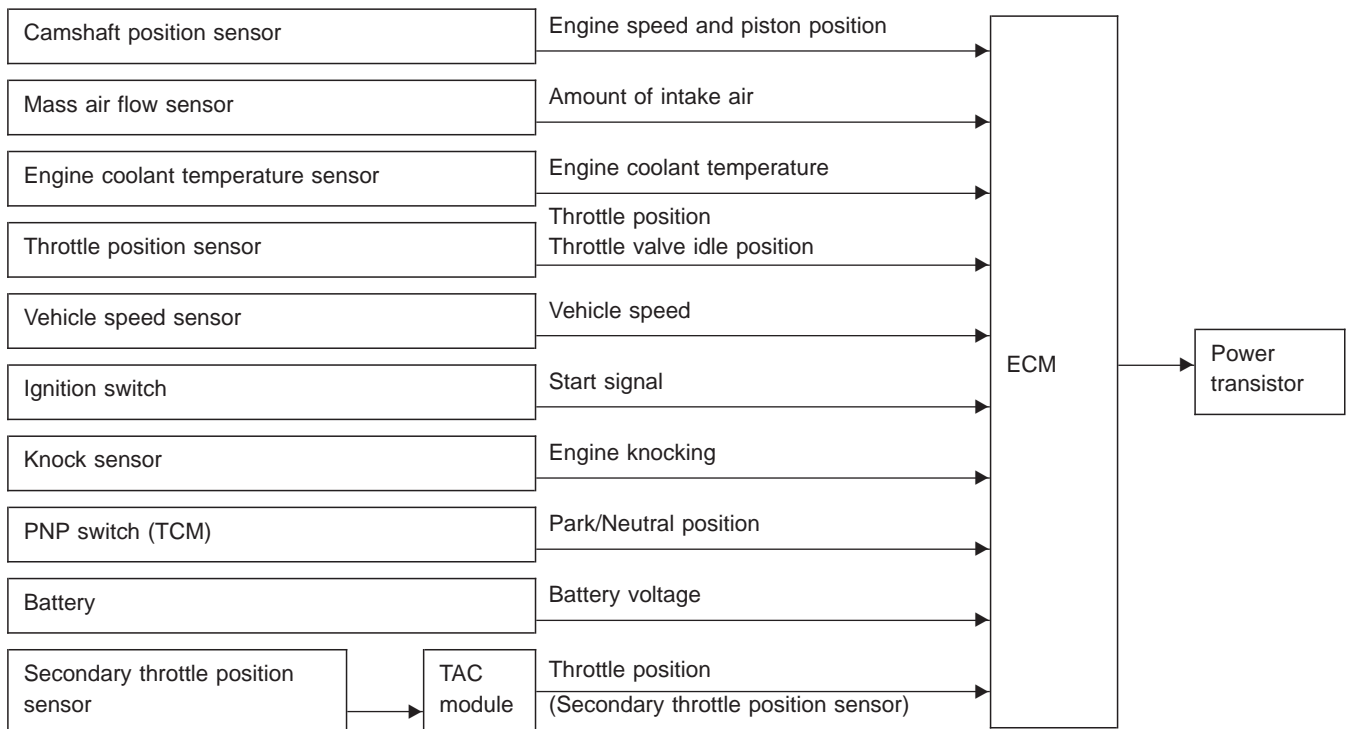 Camshaft position sensor
Engine speed and piston position
Mass air flow sensor
Amount of intake air
Engine coolant temperature sensor
Engine coolant temperature
Throttle position sensor
Throttle position
Throttle valve idle position
Vehicle speed sensor
Vehicle speed
Ignition switch
Start signal
Knock sensor
Engine knocking
PNP switch (TCM)
Park/Neutral position
Battery
Battery voltage
Secondary throttle position
sensor
TAC
module
Throttle position
(Secondary throttle position sensor)
ECM
Power
transistor